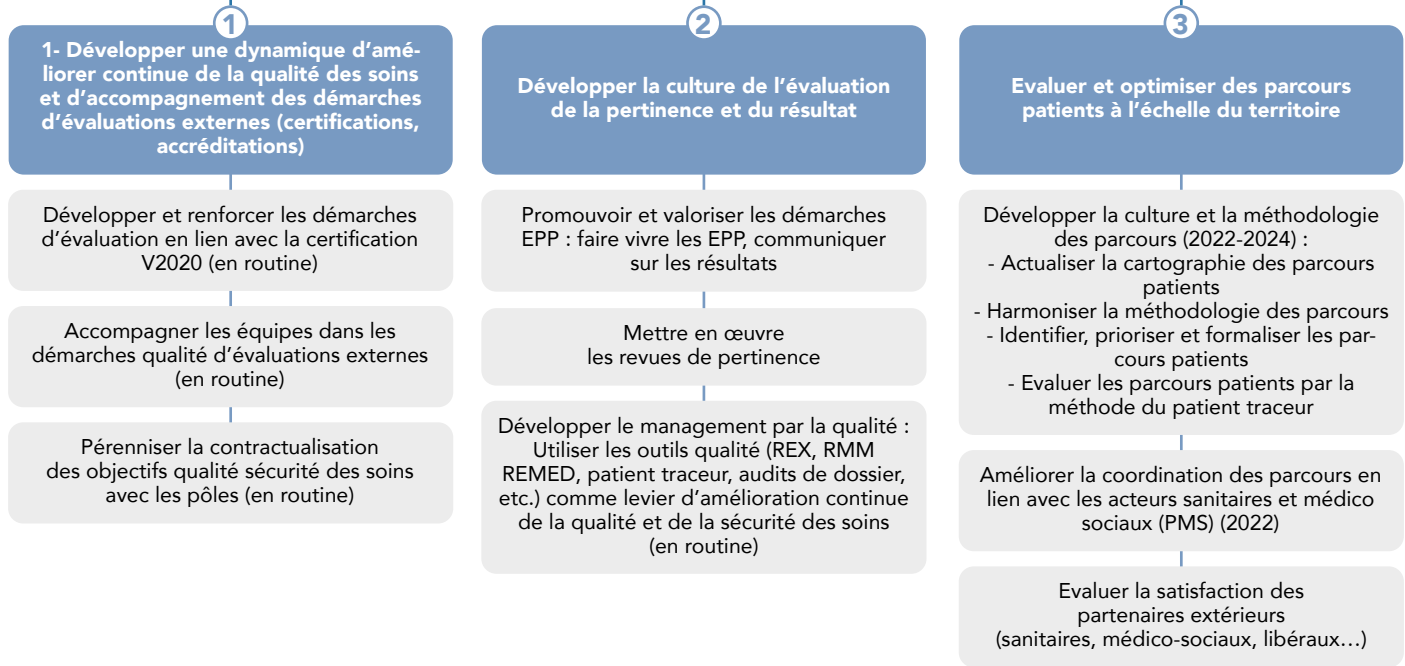 1
1- Développer une dynamique d'amé-
liorer continue de la qualité des soins
et d'accompagnement des démarches
d'évaluations externes (certifications,
accréditations)
Développer et renforcer les démarches
d'évaluation en lien avec la certification
V2020 (en routine)
Accompagner les équipes dans les
démarches qualité d'évaluations externes
(en routine)
Pérenniser la contractualisation
des objectifs qualité sécurité des soins
avec les pôles (en routine)
2
Développer la culture de l'évaluation
de la pertinence et du résultat
Promouvoir et valoriser les démarches
EPP : faire vivre les EPP, communiquer
sur les résultats
Mettre en œuvre
les revues de pertinence
Développer le management par la qualité :
Utiliser les outils qualité (REX, RMM
REMED, patient traceur, audits de dossier,
etc.) comme levier d'amélioration continue
de la qualité et de la sécurité des soins
(en routine)
3
Evaluer et optimiser des parcours
patients à l'échelle du territoire
Développer la culture et la méthodologie
des parcours (2022-2024) :
- Actualiser la cartographie des parcours
patients
- Harmoniser la méthodologie des parcours
- Identifier, prioriser et formaliser les par-
cours patients
- Evaluer les parcours patients par la
méthode du patient traceur
Améliorer la coordination des parcours en
lien avec les acteurs sanitaires et médico
sociaux (PMS) (2022)
Evaluer la satisfaction des
partenaires extérieurs
(sanitaires, médico-sociaux, libéraux…)